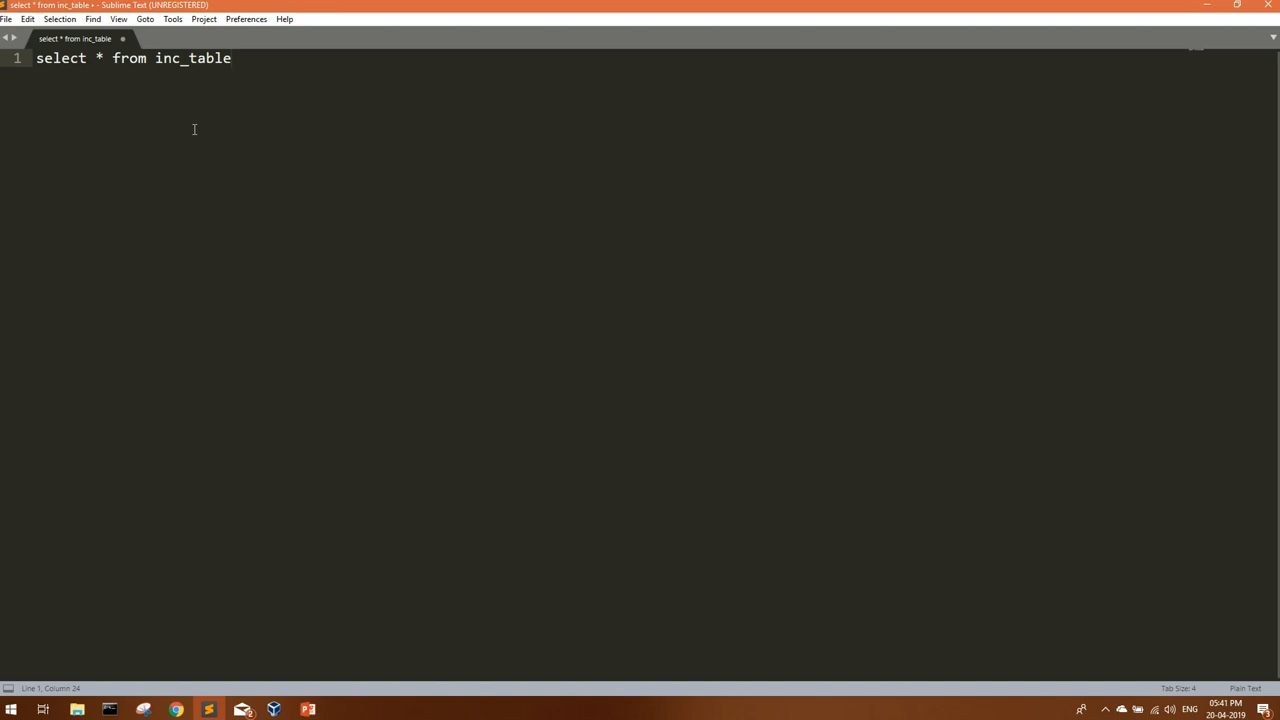 select * from inc_table • - Sublime Text (UNREGISTERED)
File Edit Selection Find View Goto Tools Project Preferences Help
select * from inc_table
1 select * from inc_table
Line 1, Column 24
Tab Size: 4
Plain Text
2
ENG
05:41 PM
20-04-2019
3